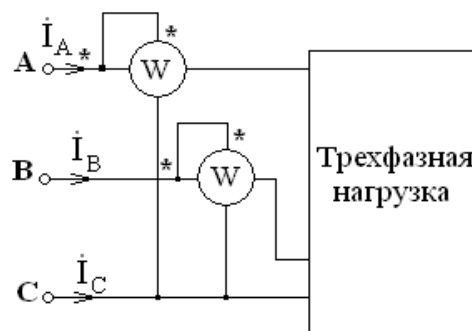 İ_A
A * * W
İ_B
B * * W
Трехфазная
нагрузка
İ_C
C